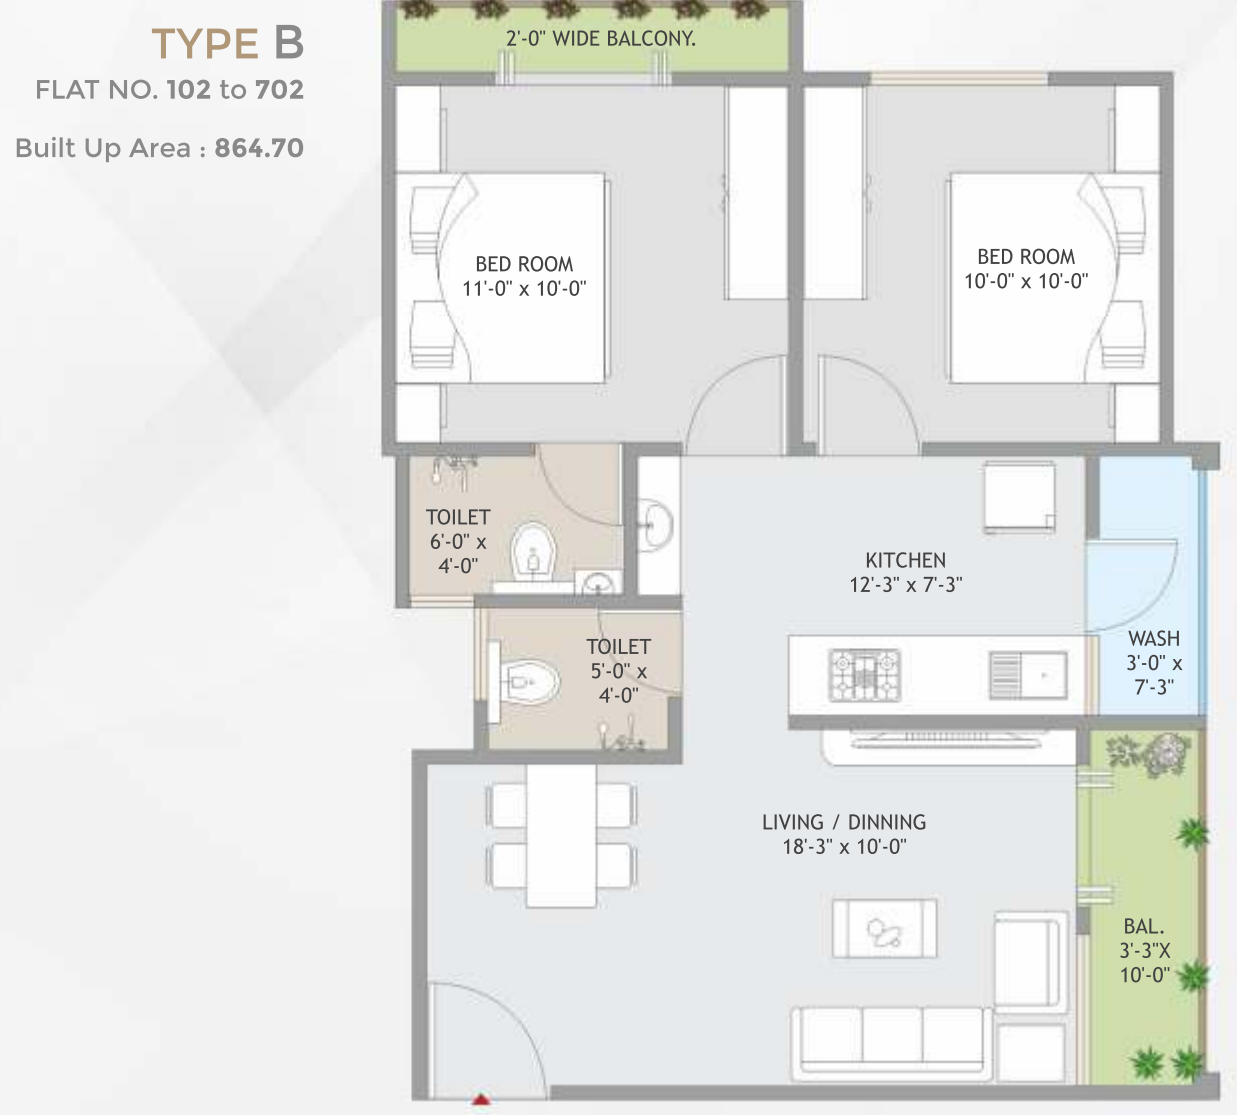 TYPE B
FLAT NO. 102 to 702
Built Up Area : 864.70
2'-0" WIDE BALCONY.
BED ROOM
11'-0" x 10'-0"
BED ROOM
10'-0" x 10'-0"
TOILET
6'-0" x
4'-0"
KITCHEN
12'-3" x 7'-3"
TOILET
5'-0" x
4'-0"
WASH
3'-0" x
7'-3"
LIVING / DINNING
18'-3" x 10'-0"
BAL.
3'-3"X
10'-0"